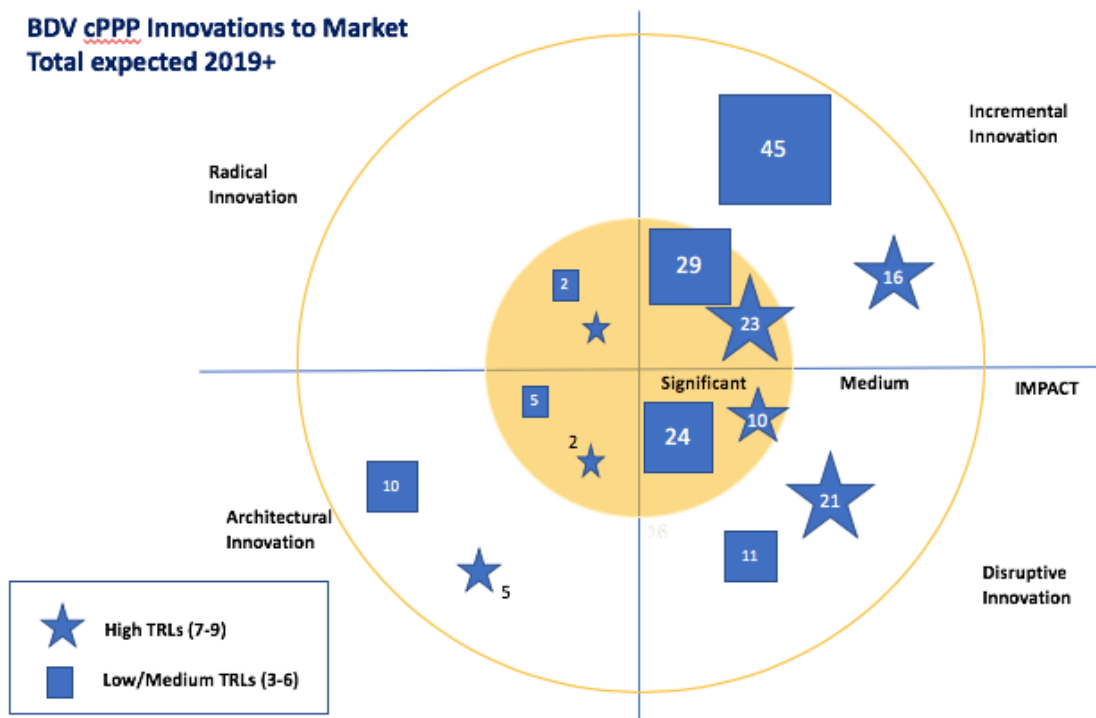 BDV cPPP Innovations to Market
Total expected 2019+
Incremental
Innovation
Radical
Innovation
45
29
16
2
23
Significant
Medium
IMPACT
5
10
24
2
10
21
Architectural
Innovation
11
5
Disruptive
Innovation
High TRLs (7-9)
Low/Medium TRLs (3-6)